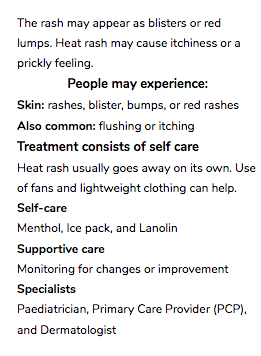 The rash may appear as blisters or red
lumps. Heat rash may cause itchiness or a
prickly feeling.
People may experience:
Skin: rashes, blister, bumps, or red rashes
Also common: flushing or itching
Treatment consists of self care
Heat rash usually goes away on its own. Use
of fans and lightweight clothing can help.
Self-care
Menthol, Ice pack, and Lanolin
Supportive care
Monitoring for changes or improvement
Specialists
Paediatrician, Primary Care Provider (PCP),
and Dermatologist